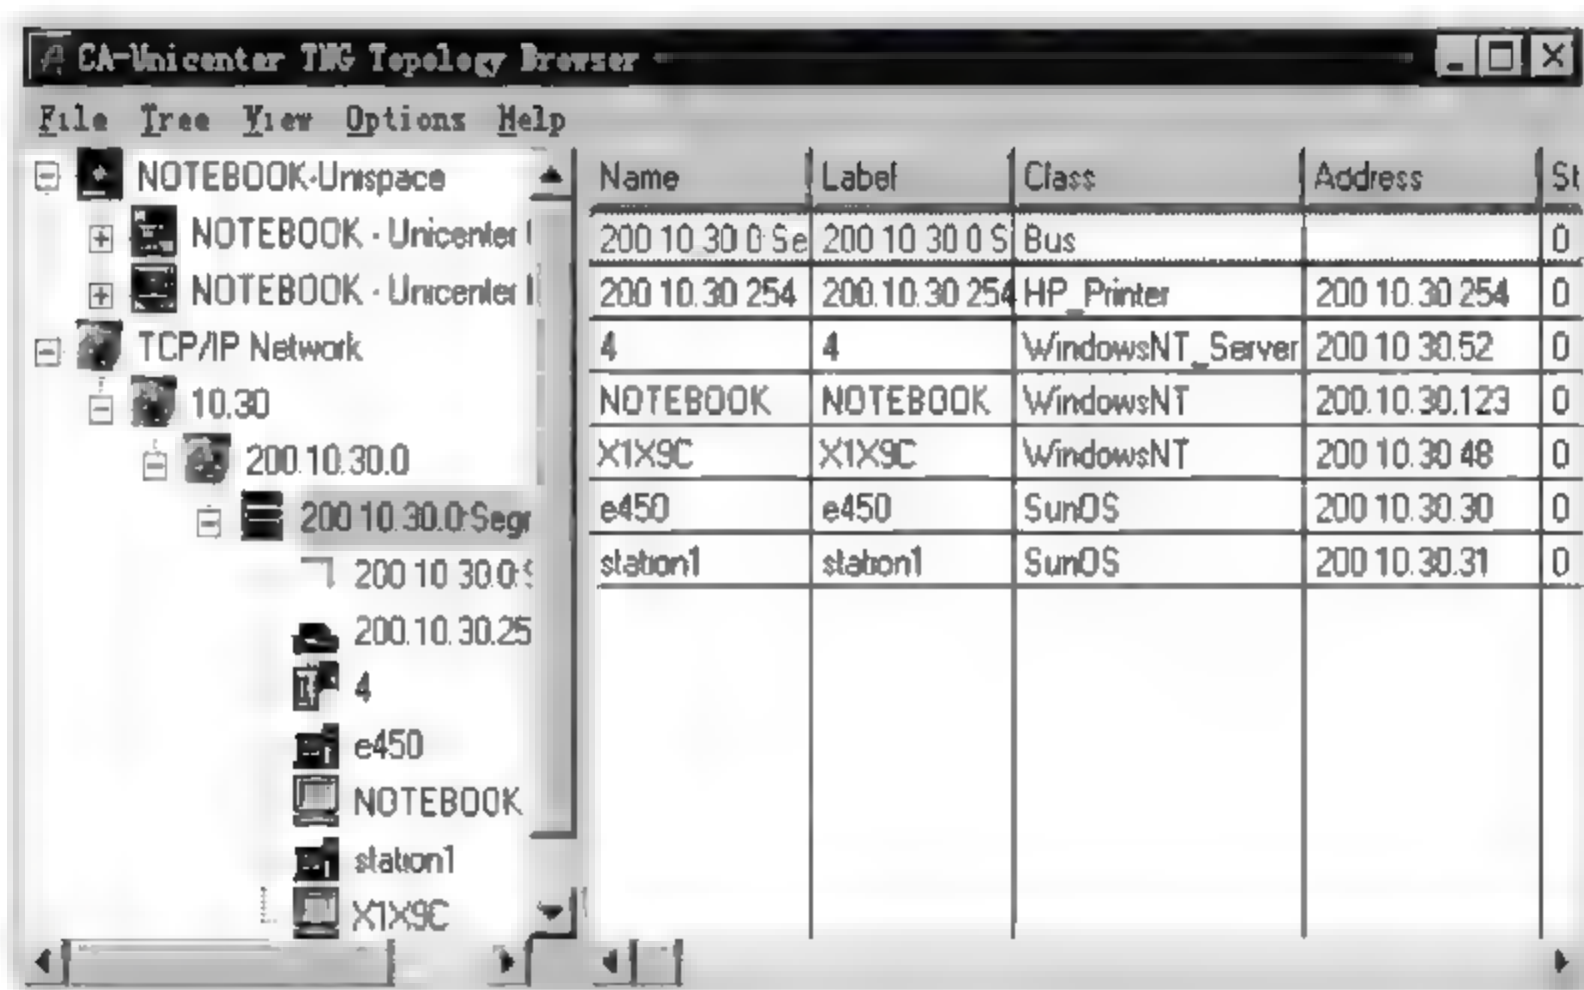 CA-Unicenter TNG Topology Browser
File Tree View Options Help
NOTEBOOK-Unispace
NOTEBOOK - Unicenter
NOTEBOOK - Unicenter
TCP/IP Network
10.30
200.10.30.0
200.10.30.0:Segr
200.10.30.0:S
200.10.30.25
4
e450
NOTEBOOK
station1
X1X9C
Name Label Class Address St
200.10.30.0:Se 200.10.30.0:S Bus 0
200.10.30.254 200.10.30.254 HP_Printer 200.10.30.254 0
4 4 WindowsNT_Server 200.10.30.52 0
NOTEBOOK NOTEBOOK WindowsNT 200.10.30.123 0
X1X9C X1X9C WindowsNT 200.10.30.48 0
e450 e450 SunOS 200.10.30.30 0
station1 station1 SunOS 200.10.30.31 0